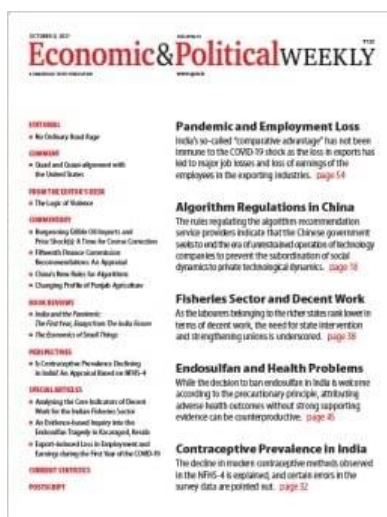 OCTOBER 9, 2021
Economic&PoliticalWEEKLY
EDITORIAL
No Ordinary Road Rage
COMMENT
Quad and Quasi-alignment with
the United States
FROM THE EDITOR'S DESK
The Logic of Violence
COMMENTARY
Burgeoning Edible Oil Imports and
Price Shock(s): A Time for Course Correction
Fifteenth Finance Commission
Recommendations: An Appraisal
China's New Rules for Algorithms
Changing Profile of Punjab Agriculture
BOOK REVIEWS
India and the Pandemic:
The First Year, Essays from The India Forum
The Economics of Small Things
PERSPECTIVES
Is Contraceptive Prevalence Declining
in India? An Appraisal Based on NFHS-4
SPECIAL ARTICLES
Analysing the Core Indicators of Decent
Work for the Indian Fisheries Sector
An Evidence-based Inquiry into the
Endosulfan Tragedy in Kasaragod, Kerala
Export-induced Loss in Employment and
Earnings during the First Year of the COVID-19
CURRENT STATISTICS
POSTSCRIPT
Pandemic and Employment Loss
India's so-called "comparative advantage" has not been
immune to the COVID-19 shock as the loss in exports has
led to major job losses and loss of earnings of the
employees in the exporting industries. page 54
Algorithm Regulations in China
The rules regulating the algorithm recommendation
service providers indicate that the Chinese government
seeks to end the era of unrestrained operation of technology
companies to prevent the subordination of social
dynamics to private technological dynamics. page 18
Fisheries Sector and Decent Work
As the labourers belonging to the richer states rank lower in
terms of decent work, the need for state intervention
and strengthening unions is underscored. page 38
Endosulfan and Health Problems
While the decision to ban endosulfan in India is welcome
according to the precautionary principle, attributing
adverse health outcomes without strong supporting
evidence can be counterproductive. page 45
Contraceptive Prevalence in India
The decline in modern contraceptive methods observed
in the NFHS-4 is explained, and certain errors in the
survey data are pointed out. page 32